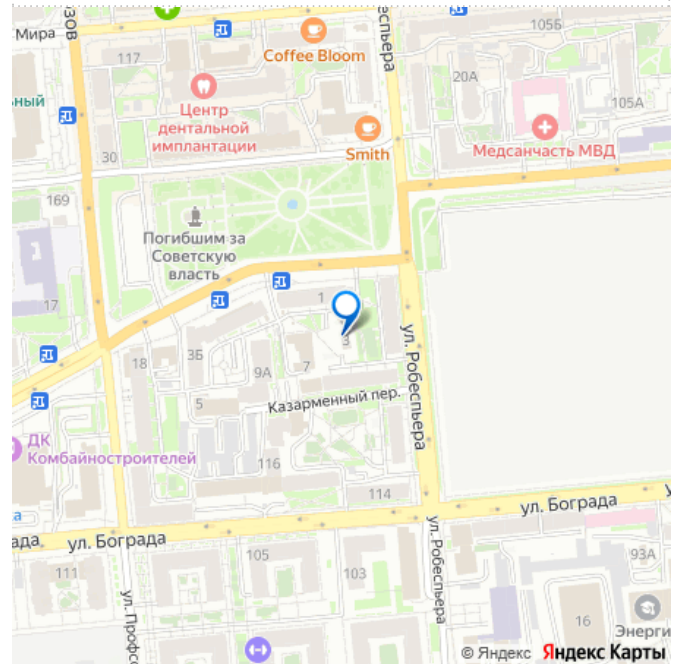 Мира
117
Coffee Bloom
105Б
20А
Центр
дентальной
имплантации
105А
30
Smith
Медсанчасть МВД
169
Погибшим за
Советскую
власть
17
1
3
18
3Б
9А
7
5
ул. Робеспьера
Казарменный пер.
ДК
Комбайностроителей
116
114
ул. Бограда
ул. Бограда
105
103
111
ул. Робеспьера
93А
16
© Яндекс Яндекс Карты